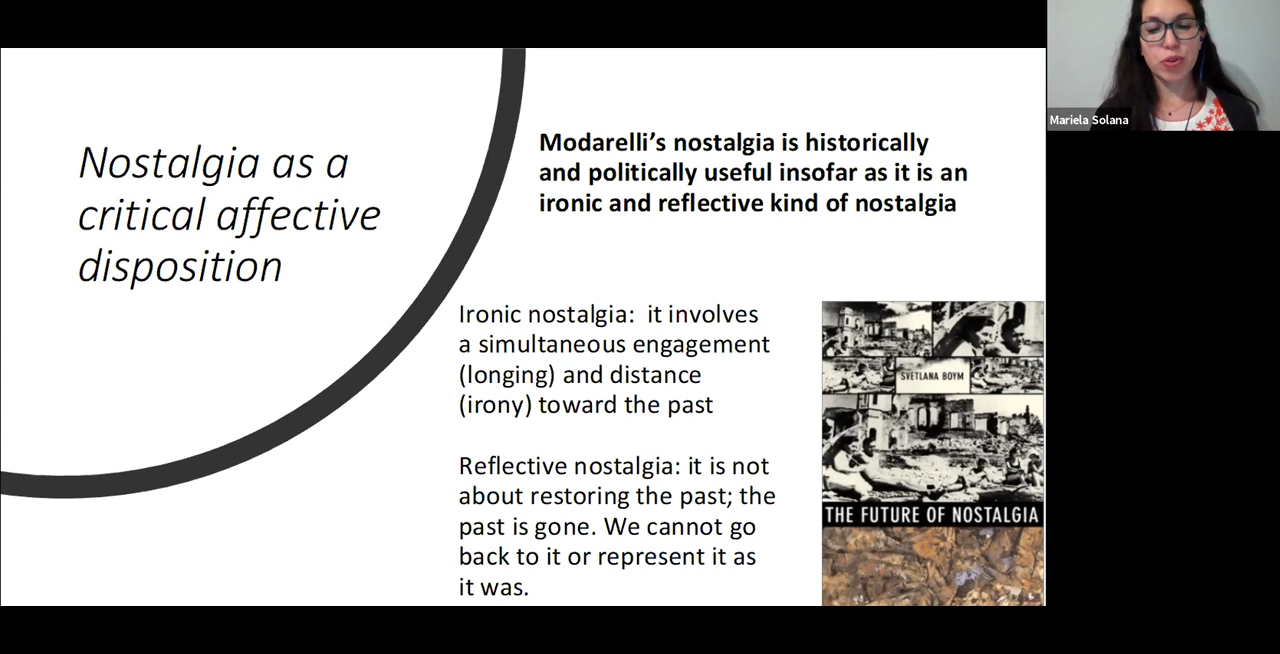 Nostalgia as a
critical affective
disposition
Modarelli’s nostalgia is historically
and politically useful insofar as it is an
ironic and reflective kind of nostalgia
Ironic nostalgia:  it involves
a simultaneous engagement
(longing) and distance
(irony) toward the past
Reflective nostalgia: it is not
about restoring the past; the
past is gone. We cannot go
back to it or represent it as
it was.
SVETLANA BOYM
THE FUTURE OF NOSTALGIA
Mariela Solana